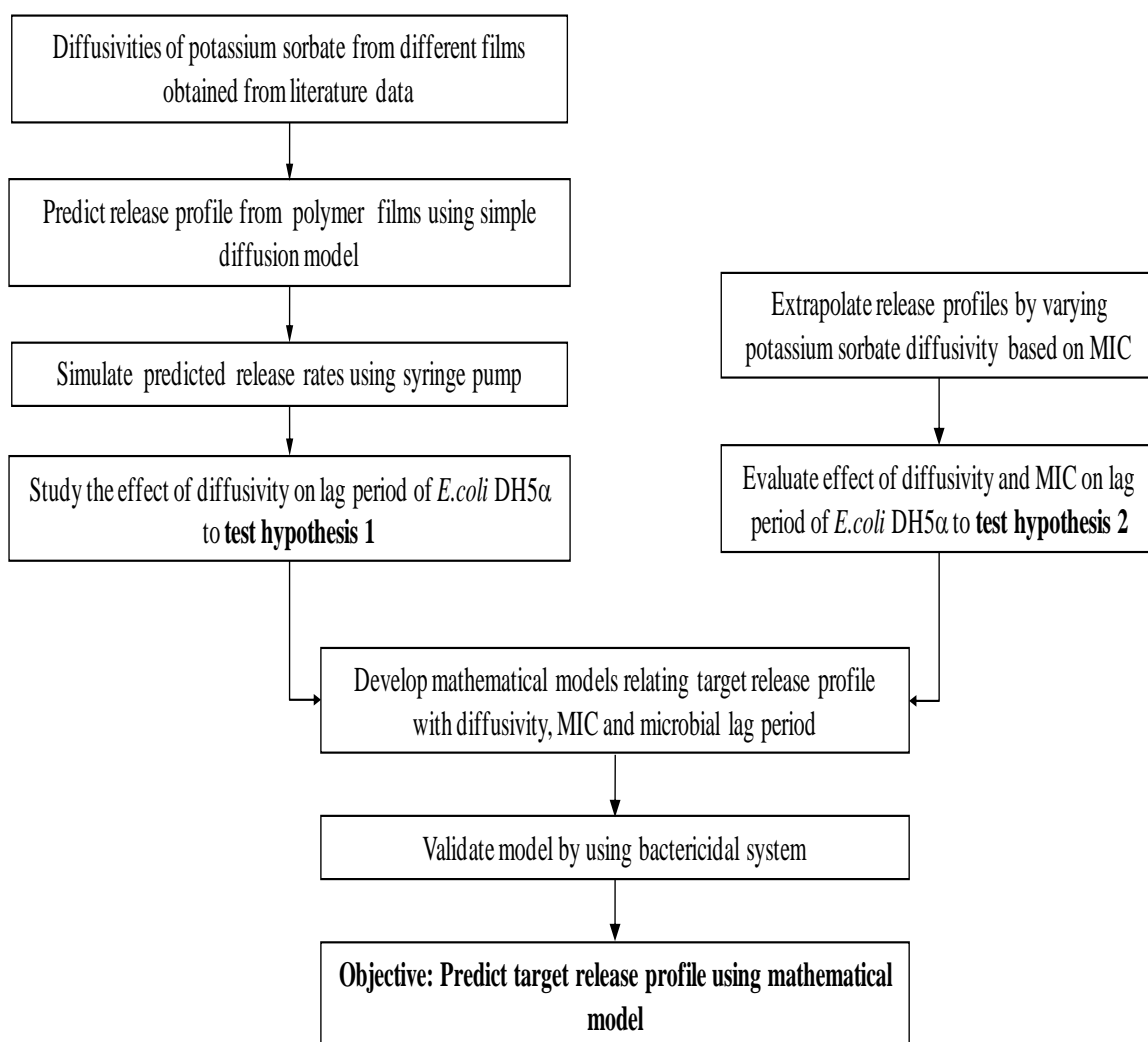 Diffusivities of potassium sorbate from different films
obtained from literature data
Predict release profile from polymer films using simple
diffusion model
Simulate predicted release rates using syringe pump
Study the effect of diffusivity on lag period of E.coli DH5α
to test hypothesis 1
Extrapolate release profiles by varying
potassium sorbate diffusivity based on MIC
Evaluate effect of diffusivity and MIC on lag
period of E.coli DH5α to test hypothesis 2
Develop mathematical models relating target release profile
with diffusivity, MIC and microbial lag period
Validate model by using bactericidal system
Objective: Predict target release profile using mathematical
model